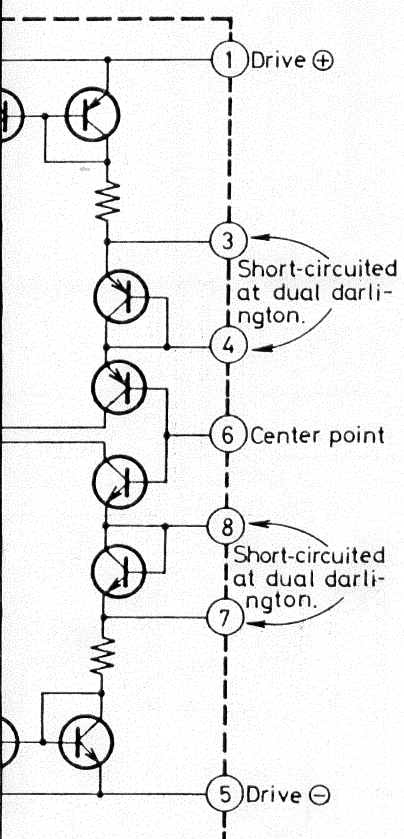 1 Drive ⊕
3
Short-circuited
at dual darli-
ngton.
4
6 Center point
8
Short-circuited
at dual darli-
ngton.
7
5 Drive ⊖